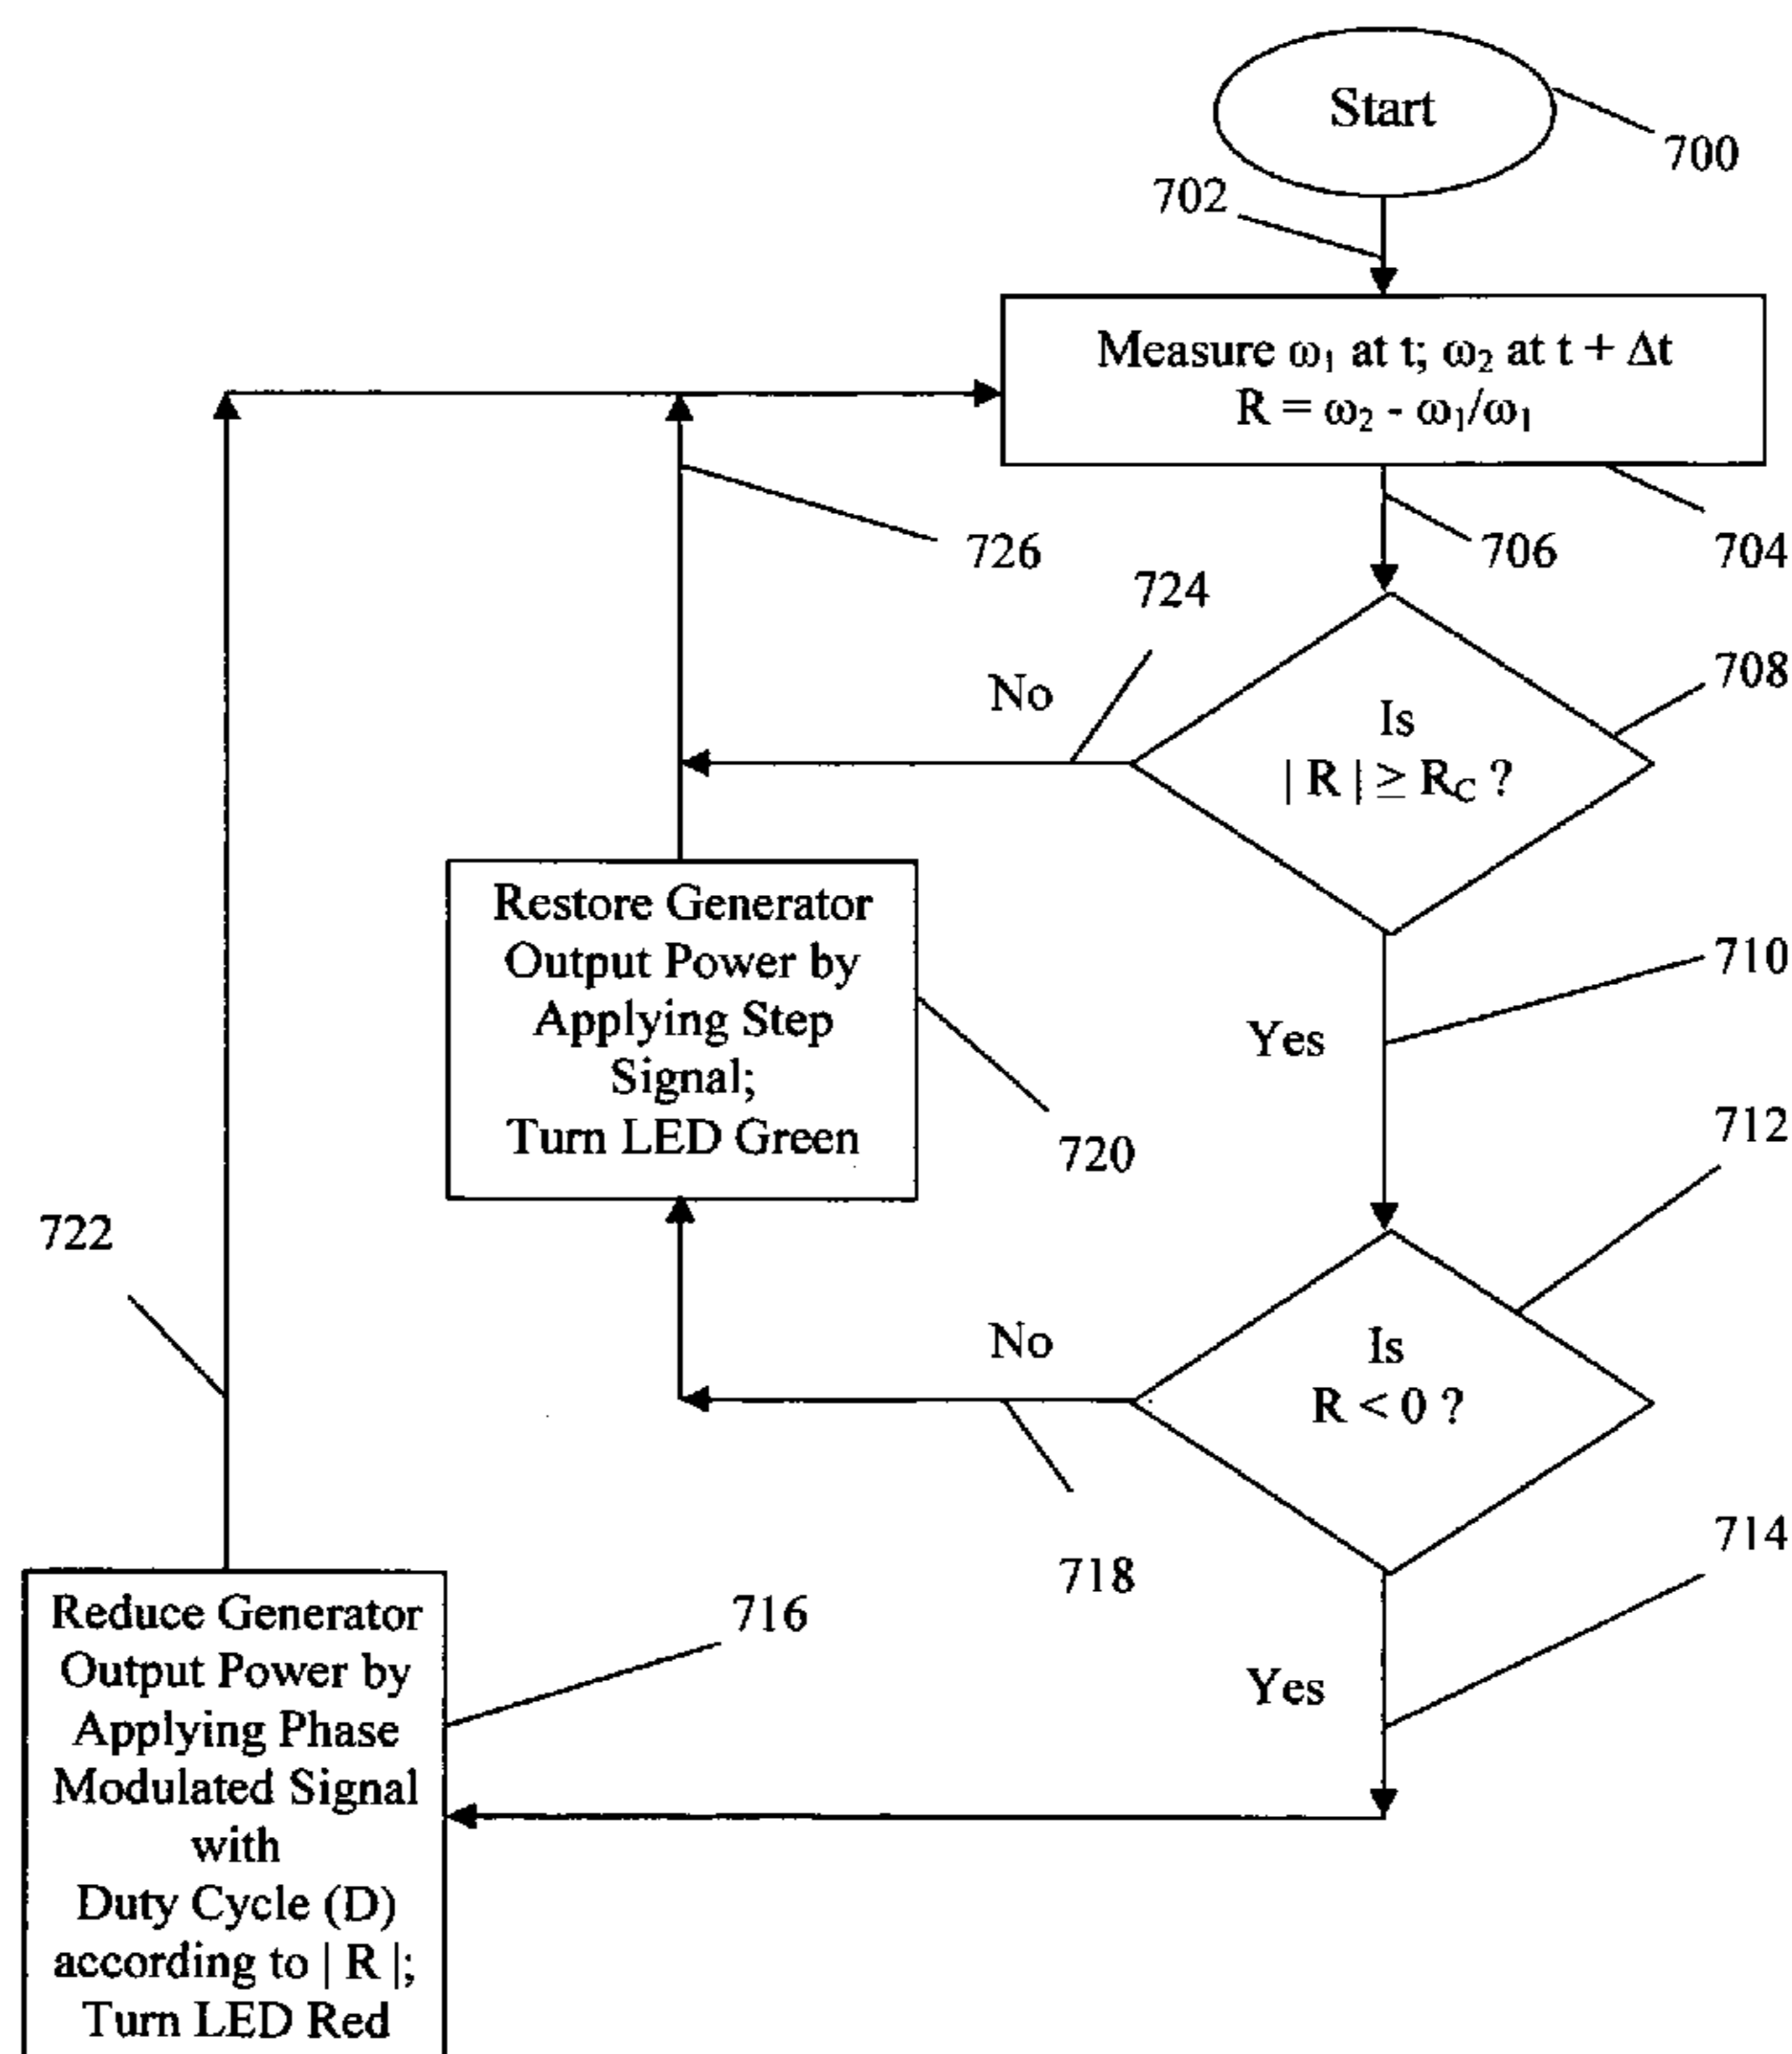 Start
700
702
Measure ω₁ at t; ω₂ at t + Δt
R = ω₂ - ω₁/ω₁
726
706
704
724
No
708
Is
| R | ≥ R_C ?
710
Yes
Restore Generator
Output Power by
Applying Step
Signal;
Turn LED Green
720
712
722
No
Is
R < 0 ?
718
714
Yes
716
Reduce Generator
Output Power by
Applying Phase
Modulated Signal
with
Duty Cycle (D)
according to | R |;
Turn LED Red